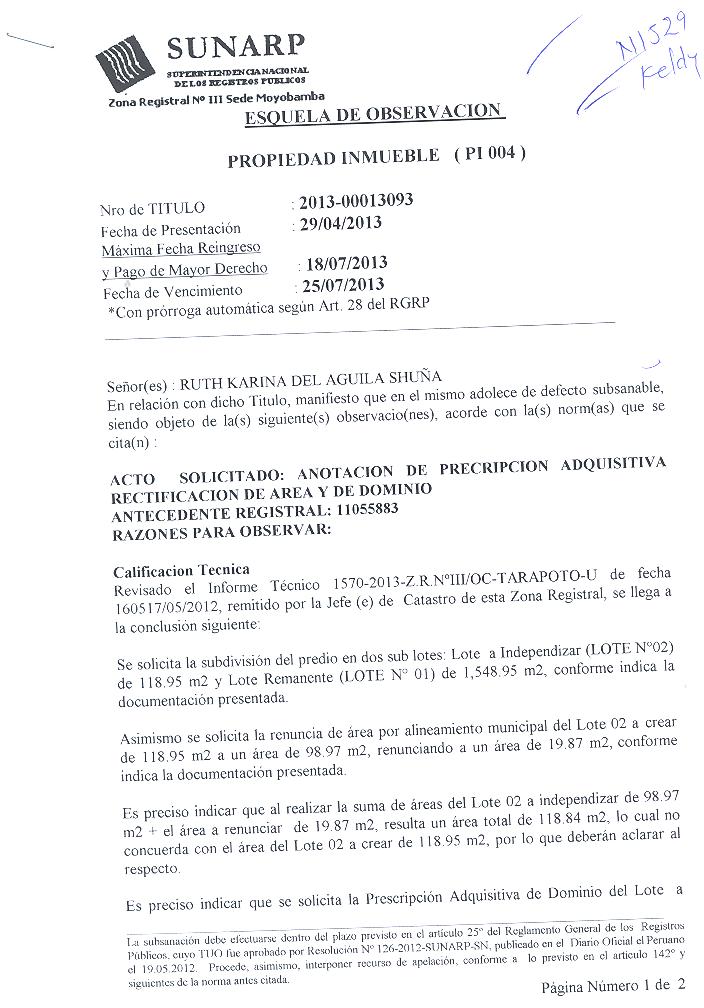 SUNARP
SUPERINTENDENCIA NACIONAL
DE LOS REGISTROS PUBLICOS
Zona Registral Nº III Sede Moyobamba
N1529
Keldy
ESQUELA DE OBSERVACION
PROPIEDAD INMUEBLE ( PI 004 )
Nro de TITULO : 2013-00013093
Fecha de Presentación : 29/04/2013
Máxima Fecha Reingreso
y Pago de Mayor Derecho : 18/07/2013
Fecha de Vencimiento : 25/07/2013
*Con prórroga automática según Art. 28 del RGRP
Señor(es) : RUTH KARINA DEL AGUILA SHUÑA
En relación con dicho Titulo, manifiesto que en el mismo adolece de defecto subsanable,
siendo objeto de la(s) siguiente(s) observacio(nes), acorde con la(s) norm(as) que se
cita(n) :
ACTO SOLICITADO: ANOTACION DE PRECRIPCION ADQUISITIVA
RECTIFICACION DE AREA Y DE DOMINIO
ANTECEDENTE REGISTRAL: 11055883
RAZONES PARA OBSERVAR:
Calificacion Tecnica
Revisado el Informe Técnico 1570-2013-Z.R.NºIII/OC-TARAPOTO-U de fecha
160517/05/2012, remitido por la Jefe (e) de Catastro de esta Zona Registral, se llega a
la conclusión siguiente:
Se solicita la subdivisión del predio en dos sub lotes: Lote a Independizar (LOTE Nº02)
de 118.95 m2 y Lote Remanente (LOTE Nº 01) de 1,548.95 m2, conforme indica la
documentación presentada.
Asimismo se solicita la renuncia de área por alineamiento municipal del Lote 02 a crear
de 118.95 m2 a un área de 98.97 m2, renunciando a un área de 19.87 m2, conforme
indica la documentación presentada.
Es preciso indicar que al realizar la suma de áreas del Lote 02 a independizar de 98.97
m2 + el área a renunciar de 19.87 m2, resulta un área total de 118.84 m2, lo cual no
concuerda con el área del Lote 02 a crear de 118.95 m2, por lo que deberán aclarar al
respecto.
Es preciso indicar que se solicita la Prescripción Adquisitiva de Dominio del Lote a
La subsanación debe efectuarse dentro del plazo previsto en el artículo 25º del Reglamento General de los Registros
Públicos, cuyo TUO fue aprobado por Resolución Nº 126-2012-SUNARP-SN, publicado en el Diario Oficial el Peruano
el 19.05.2012. Procede, asimismo, interponer recurso de apelación, conforme a lo previsto en el artículo 142º y
siguientes de la norma antes citada.
Página Número 1 de 2